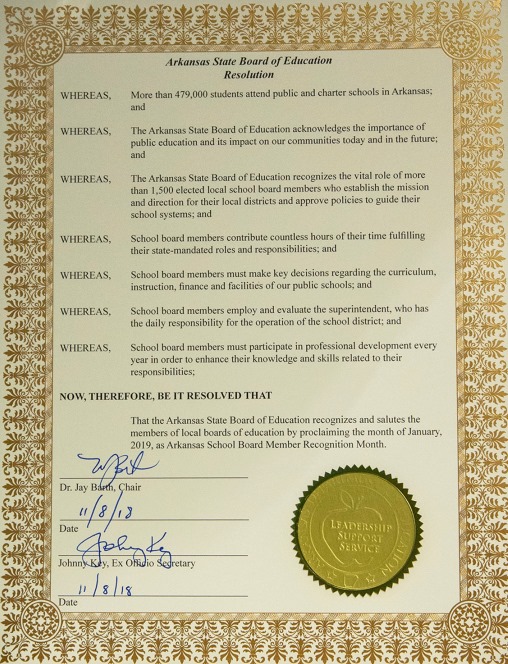 Arkansas State Board of Education
Resolution
WHEREAS, More than 479,000 students attend public and charter schools in Arkansas;
and
WHEREAS, The Arkansas State Board of Education acknowledges the importance of
public education and its impact on our communities today and in the future;
and
WHEREAS, The Arkansas State Board of Education recognizes the vital role of more
than 1,500 elected local school board members who establish the mission
and direction for their local districts and approve policies to guide their
school systems; and
WHEREAS, School board members contribute countless hours of their time fulfilling
their state-mandated roles and responsibilities; and
WHEREAS, School board members must make key decisions regarding the curriculum,
instruction, finance and facilities of our public schools; and
WHEREAS, School board members employ and evaluate the superintendent, who has
the daily responsibility for the operation of the school district; and
WHEREAS, School board members must participate in professional development every
year in order to enhance their knowledge and skills related to their
responsibilities;
NOW, THEREFORE, BE IT RESOLVED THAT
That the Arkansas State Board of Education recognizes and salutes the
members of local boards of education by proclaiming the month of January,
2019, as Arkansas School Board Member Recognition Month.
Dr. Jay Barth, Chair
11/8/18
Date
Johnny Key
Johnny Key, Ex Officio Secretary
11/8/18
Date
LEADERSHIP
SUPPORT
SERVICE